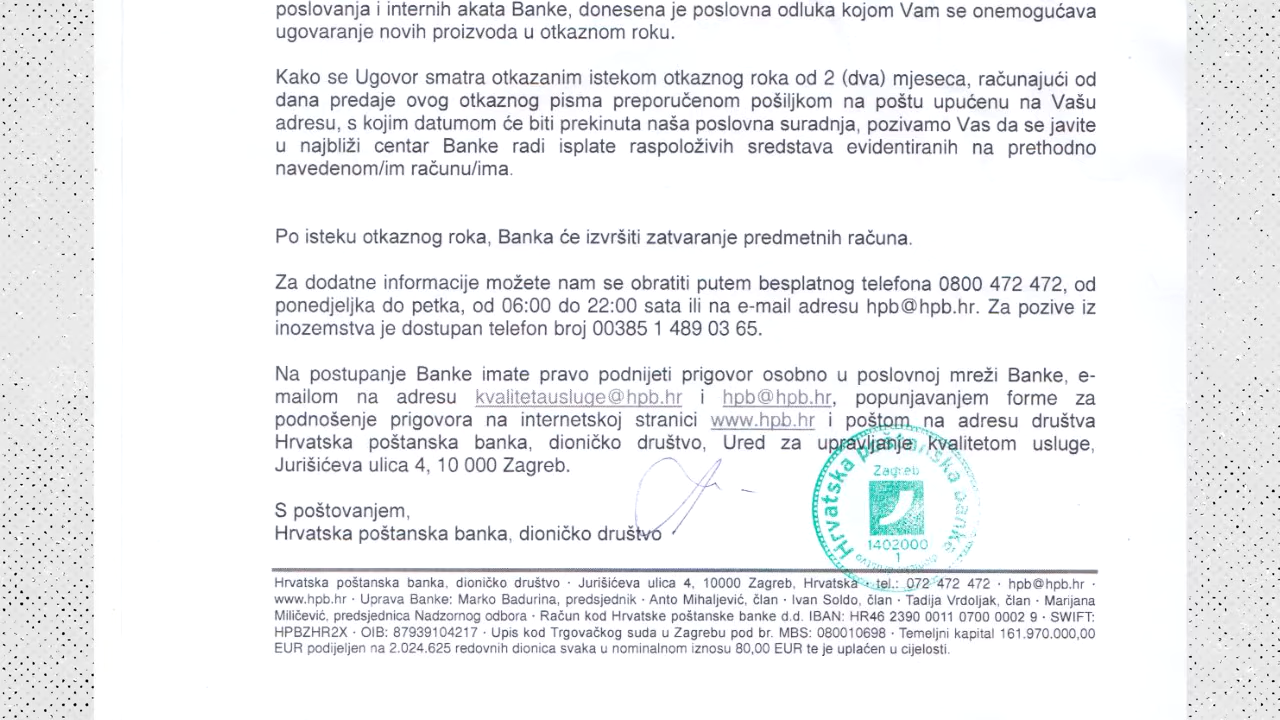 poslovanja i internih akata Banke, donesena je poslovna odluka kojom Vam se onemogućava
ugovaranje novih proizvoda u otkaznom roku.
Kako se Ugovor smatra otkazanim istekom otkaznog roka od 2 (dva) mjeseca, računajući od
dana predaje ovog otkaznog pisma preporučenom pošiljkom na poštu upućenu na Vašu
adresu, s kojim datumom će biti prekinuta naša poslovna suradnja, pozivamo Vas da se javite
u najbliži centar Banke radi isplate raspoloživih sredstava evidentiranih na prethodno
navedenom/im računu/ima.
Po isteku otkaznog roka, Banka će izvršiti zatvaranje predmetnih računa.
Za dodatne informacije možete nam se obratiti putem besplatnog telefona 0800 472 472, od
ponedjeljka do petka, od 06:00 do 22:00 sata ili na e-mail adresu hpb@hpb.hr. Za pozive iz
inozemstva je dostupan telefon broj 00385 1 489 03 65.
Na postupanje Banke imate pravo podnijeti prigovor osobno u poslovnoj mreži Banke, e-
mailom na adresu kvalitetausluge@hpb.hr i hpb@hpb.hr, popunjavanjem forme za
podnošenje prigovora na internetskoj stranici www.hpb.hr i poštom na adresu društva
Hrvatska poštanska banka, dioničko društvo, Ured za upravljanje kvalitetom usluge,
Jurišićeva ulica 4, 10 000 Zagreb.
S poštovanjem,
Hrvatska poštanska banka, dioničko društvo
Hrvatska poštanska banka
Zagreb
1402000
1
Hrvatska poštanska banka, dioničko društvo · Jurišićeva ulica 4, 10000 Zagreb, Hrvatska · tel.: 072 472 472 · hpb@hpb.hr ·
www.hpb.hr · Uprava Banke: Marko Badurina, predsjednik · Anto Mihaljević, član · Ivan Soldo, član · Tadija Vrdoljak, član · Marijana
Miličević, predsjednica Nadzornog odbora · Račun kod Hrvatske poštanske banke d.d. IBAN: HR46 2390 0011 0700 0002 9 · SWIFT:
HPBZHR2X · OIB: 87939104217 · Upis kod Trgovačkog suda u Zagrebu pod br. MBS: 080010698 · Temeljni kapital 161.970.000,00
EUR podijeljen na 2.024.625 redovnih dionica svaka u nominalnom iznosu 80,00 EUR te je uplaćen u cijelosti.